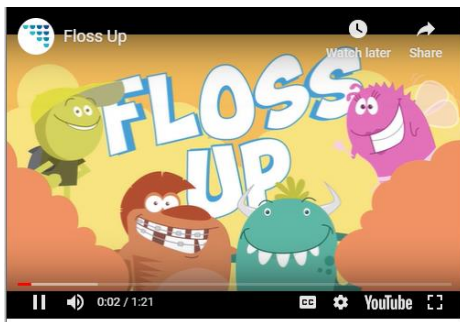 Floss Up
Watch later Share
FLOSS
UP
0:02 / 1:21
CC
YouTube